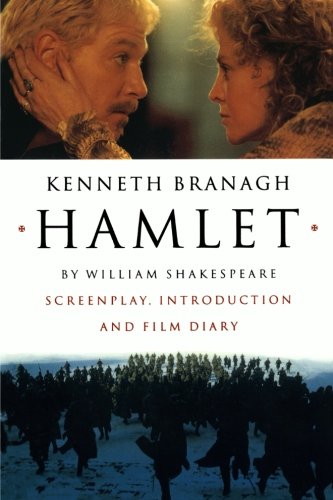 KENNETH BRANAGH
HAMLET
BY WILLIAM SHAKESPEARE
SCREENPLAY, INTRODUCTION
AND FILM DIARY